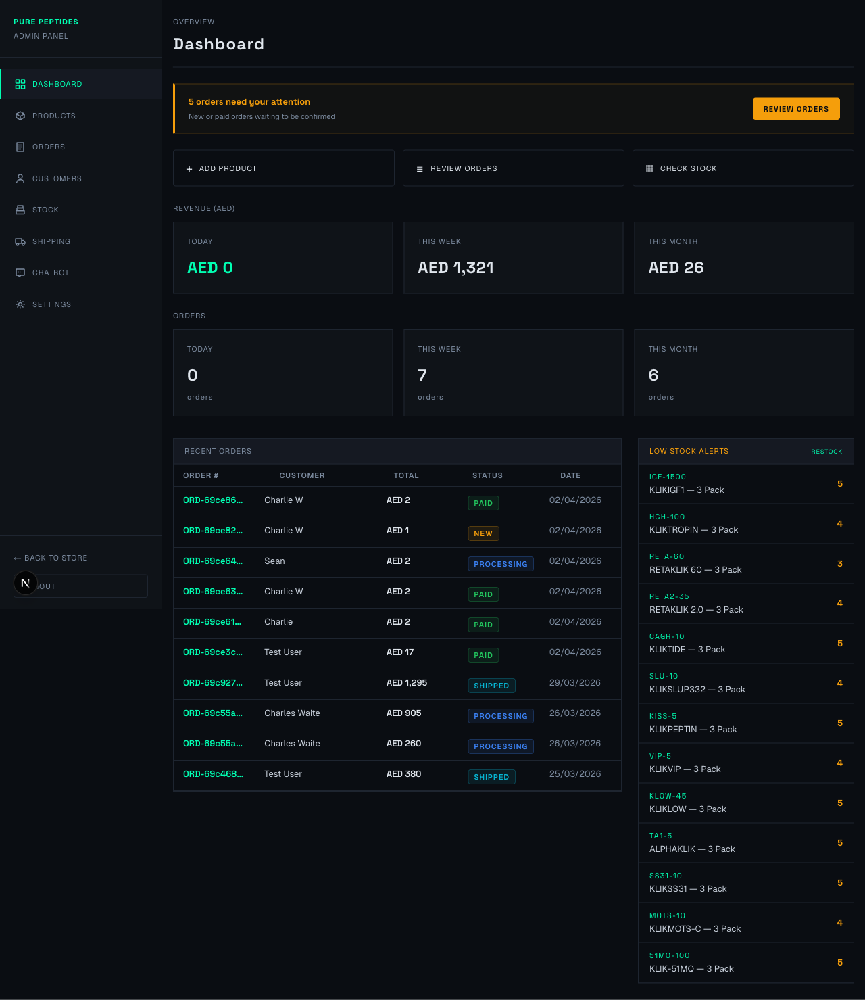 PURE PEPTIDES
ADMIN PANEL
DASHBOARD
PRODUCTS
ORDERS
CUSTOMERS
STOCK
SHIPPING
CHATBOT
SETTINGS
← BACK TO STORE
N
OUT
OVERVIEW
Dashboard
5 orders need your attention
New or paid orders waiting to be confirmed
REVIEW ORDERS
+ ADD PRODUCT
≡ REVIEW ORDERS
▦ CHECK STOCK
REVENUE (AED)
TODAY
AED 0
THIS WEEK
AED 1,321
THIS MONTH
AED 26
ORDERS
TODAY
0
orders
THIS WEEK
7
orders
THIS MONTH
6
orders
RECENT ORDERS
ORDER # CUSTOMER TOTAL STATUS DATE
ORD-69ce86... Charlie W AED 2 PAID 02/04/2026
ORD-69ce82... Charlie W AED 1 NEW 02/04/2026
ORD-69ce64... Sean AED 2 PROCESSING 02/04/2026
ORD-69ce63... Charlie W AED 2 PAID 02/04/2026
ORD-69ce61... Charlie AED 2 PAID 02/04/2026
ORD-69ce3c... Test User AED 17 PAID 02/04/2026
ORD-69c927... Test User AED 1,295 SHIPPED 29/03/2026
ORD-69c55a... Charles Waite AED 905 PROCESSING 26/03/2026
ORD-69c55a... Charles Waite AED 260 PROCESSING 26/03/2026
ORD-69c468... Test User AED 380 SHIPPED 25/03/2026
LOW STOCK ALERTS RESTOCK
IGF-1500
KLIKIGF1 — 3 Pack 5
HGH-100
KLIKTROPIN — 3 Pack 4
RETA-60
RETAKLIK 60 — 3 Pack 3
RETA2-35
RETAKLIK 2.0 — 3 Pack 4
CAGR-10
KLIKTIDE — 3 Pack 5
SLU-10
KLIKSLUP332 — 3 Pack 4
KISS-5
KLIKPEPTIN — 3 Pack 5
VIP-5
KLIKVIP — 3 Pack 4
KLOW-45
KLIKLOW — 3 Pack 5
TA1-5
ALPHAKLIK — 3 Pack 5
SS31-10
KLIKSS31 — 3 Pack 5
MOTS-10
KLIKMOTS-C — 3 Pack 4
51MQ-100
KLIK-51MQ — 3 Pack 5